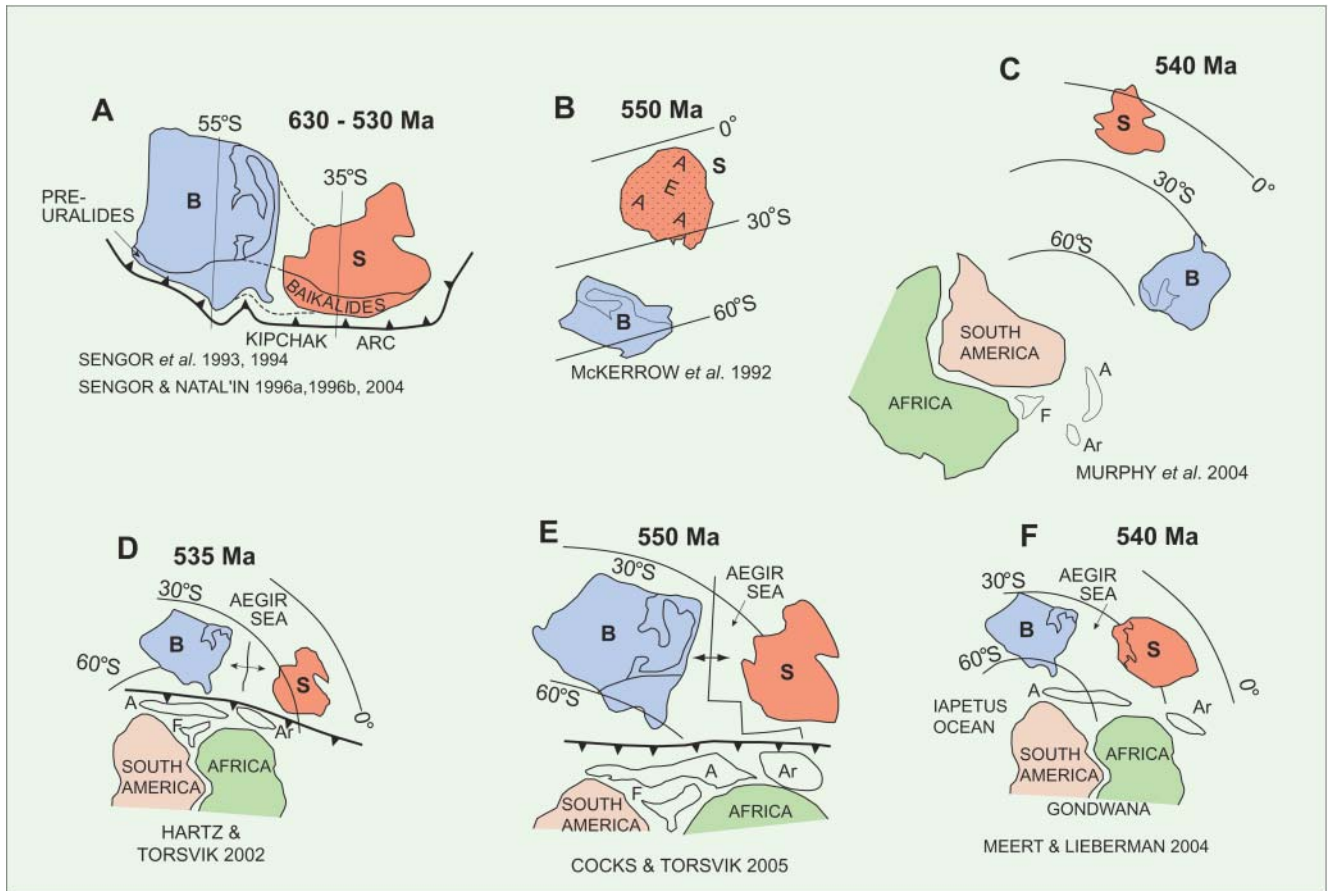 A
630 - 530 Ma
55°S
35°S
PRE-
URALIDES
B
S
BAIKALIDES
KIPCHAK ARC
SENGOR et al. 1993, 1994
SENGOR & NATAL'IN 1996a,1996b, 2004
B
550 Ma
0°
A
S
E
A
A
30°S
60°S
B
McKERROW et al. 1992
C
540 Ma
S
30°S
0°
60°S
B
SOUTH
AMERICA
A
AFRICA
F
Ar
MURPHY et al. 2004
D
535 Ma
30°S
AEGIR
SEA
B
60°S
S
A
0°
F
Ar
SOUTH
AMERICA
AFRICA
HARTZ &
TORSVIK 2002
E
550 Ma
30°S
AEGIR
SEA
B
S
60°S
A
Ar
F
SOUTH
AMERICA
AFRICA
COCKS & TORSVIK 2005
F
540 Ma
30°S
AEGIR
SEA
B
S
60°S
A
0°
IAPETUS
OCEAN
Ar
SOUTH
AMERICA
AFRICA
GONDWANA
MEERT & LIEBERMAN 2004